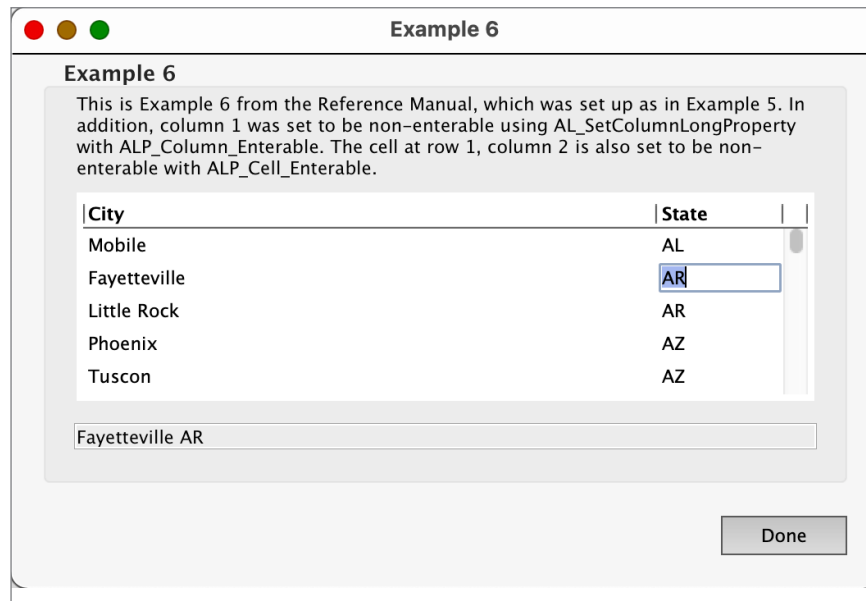 Example 6
Example 6
This is Example 6 from the Reference Manual, which was set up as in Example 5. In
addition, column 1 was set to be non-enterable using AL_SetColumnLongProperty
with ALP_Column_Enterable. The cell at row 1, column 2 is also set to be non-
enterable with ALP_Cell_Enterable.
City State
Mobile AL
Fayetteville AR
Little Rock AR
Phoenix AZ
Tuscon AZ
Fayetteville AR
Done